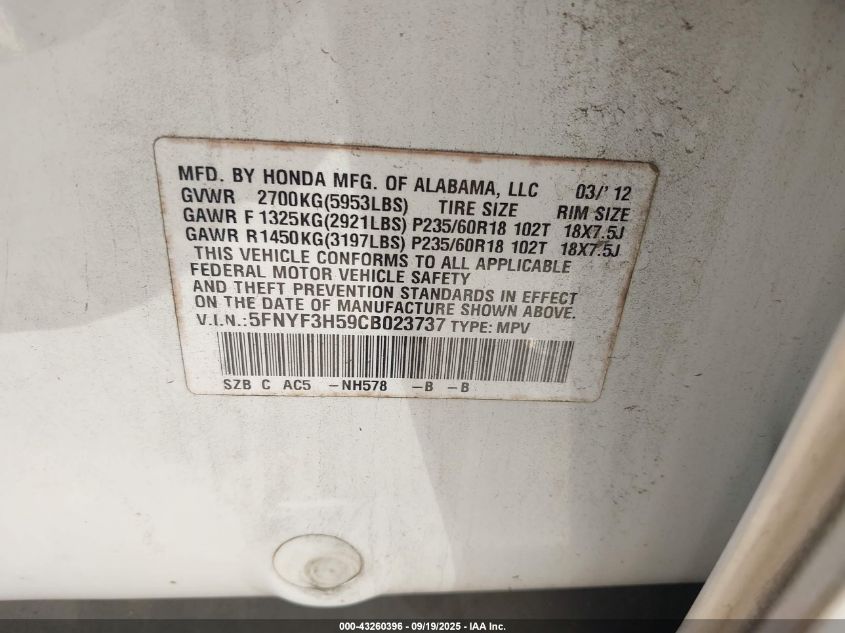 MFD. BY HONDA MFG. OF ALABAMA, LLC 03/' 12
GVWR 2700KG(5953LBS) TIRE SIZE RIM SIZE
GAWR F 1325KG(2921LBS) P235/60R18 102T 18X7.5J
GAWR R1450KG(3197LBS) P235/60R18 102T 18X7.5J
THIS VEHICLE CONFORMS TO ALL APPLICABLE
FEDERAL MOTOR VEHICLE SAFETY
AND THEFT PREVENTION STANDARDS IN EFFECT
ON THE DATE OF MANUFACTURE SHOWN ABOVE.
V.I.N.:5FNYF3H59CB023737 TYPE: MPV
SZB C AC5 -NH578 -B -B
000-43260396 - 09/19/2025 - IAA Inc.